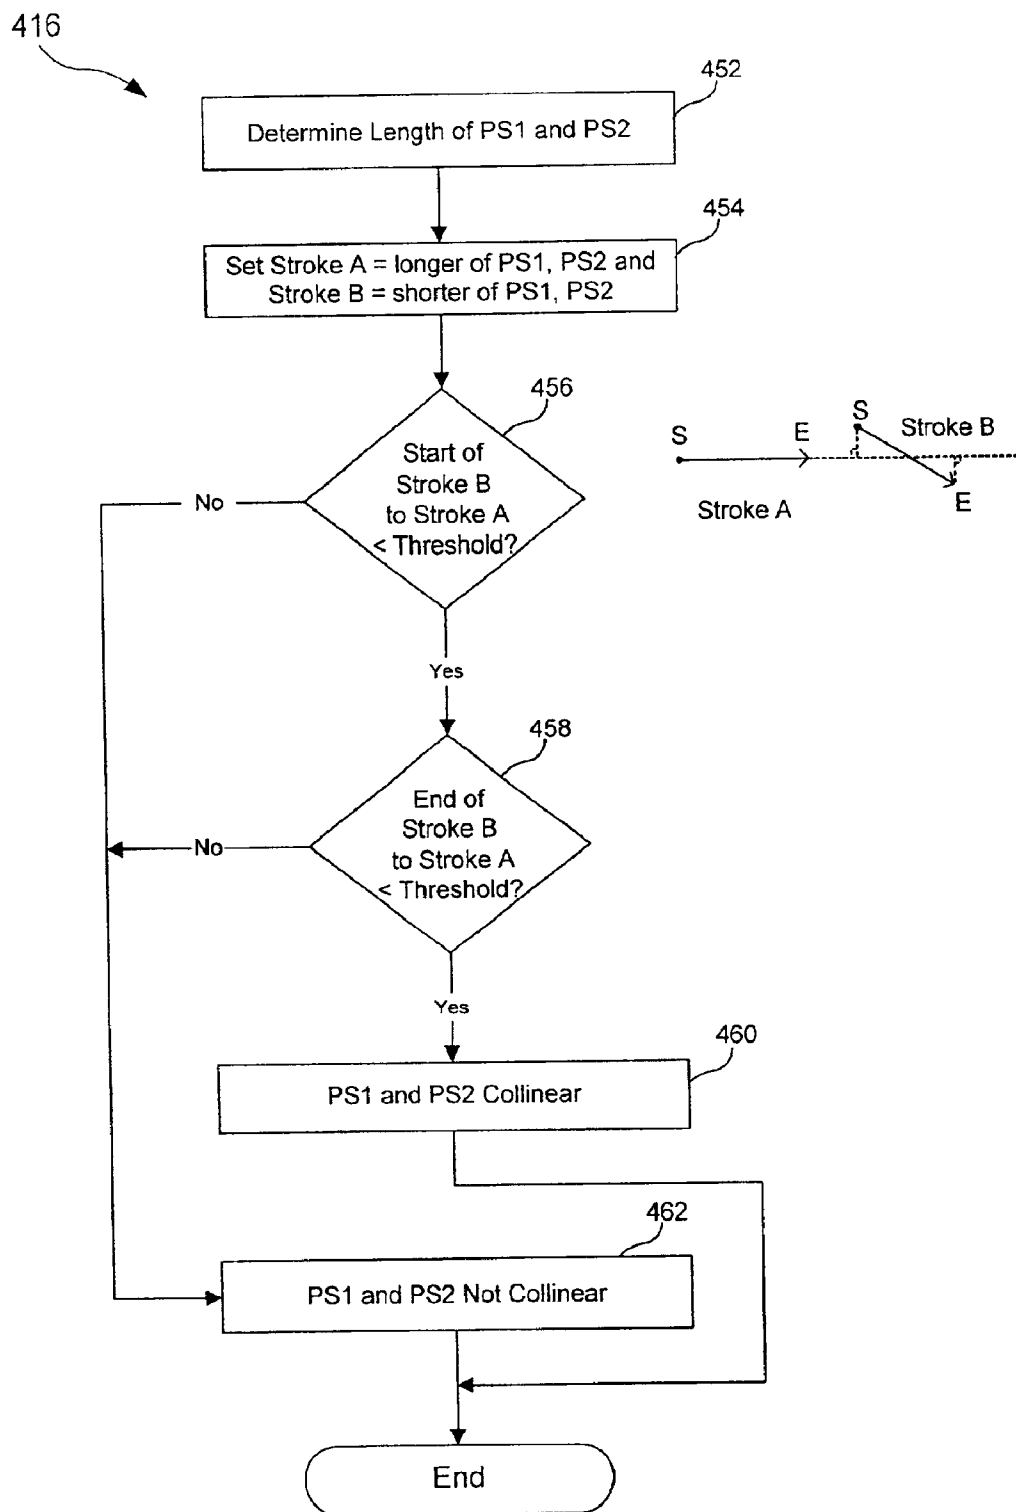 416
452
Determine Length of PS1 and PS2
454
Set Stroke A = longer of PS1, PS2 and
Stroke B = shorter of PS1, PS2
456
Start of
Stroke B
to Stroke A
< Threshold?
No
S
E
S
Stroke B
E
Stroke A
Yes
458
End of
Stroke B
to Stroke A
< Threshold?
No
Yes
460
PS1 and PS2 Collinear
462
PS1 and PS2 Not Collinear
End